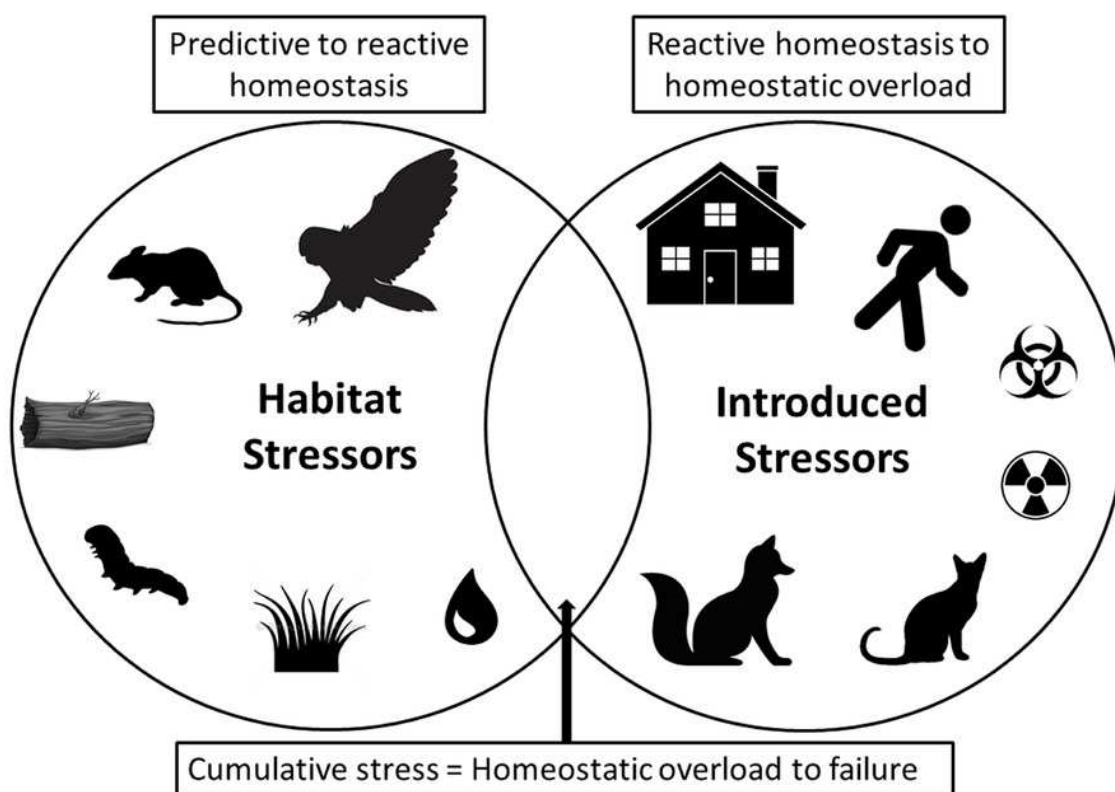 Predictive to reactive
homeostasis
Reactive homeostasis to
homeostatic overload
Habitat
Stressors
Introduced
Stressors
Cumulative stress = Homeostatic overload to failure